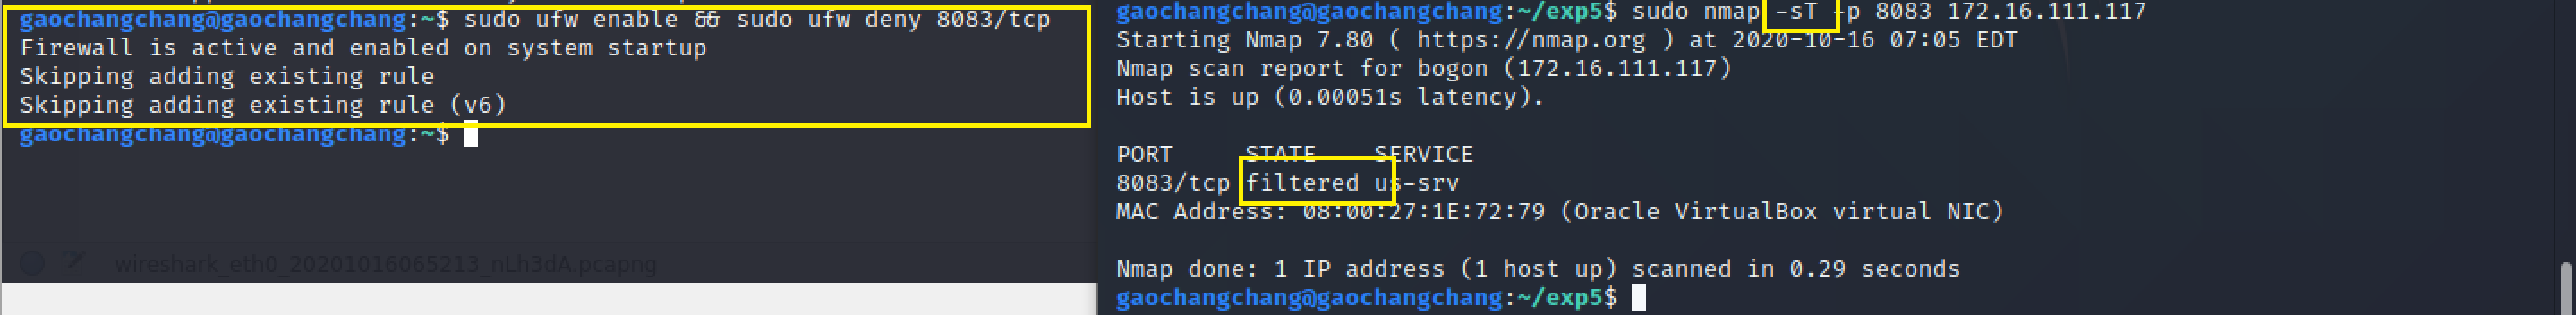 gaochangchang@gaochangchang:~$ sudo ufw enable && sudo ufw deny 8083/tcp
Firewall is active and enabled on system startup
Skipping adding existing rule
Skipping adding existing rule (v6)
gaochangchang@gaochangchang:~$
wireshark_eth0_20201016065213_nLh3dA.pcapng
gaochangchang@gaochangchang:~/exp5$ sudo nmap -sT -p 8083 172.16.111.117
Starting Nmap 7.80 ( https://nmap.org ) at 2020-10-16 07:05 EDT
Nmap scan report for bogon (172.16.111.117)
Host is up (0.00051s latency).
PORT     STATE    SERVICE
8083/tcp filtered us-srv
MAC Address: 08:00:27:1E:72:79 (Oracle VirtualBox virtual NIC)
Nmap done: 1 IP address (1 host up) scanned in 0.29 seconds
gaochangchang@gaochangchang:~/exp5$